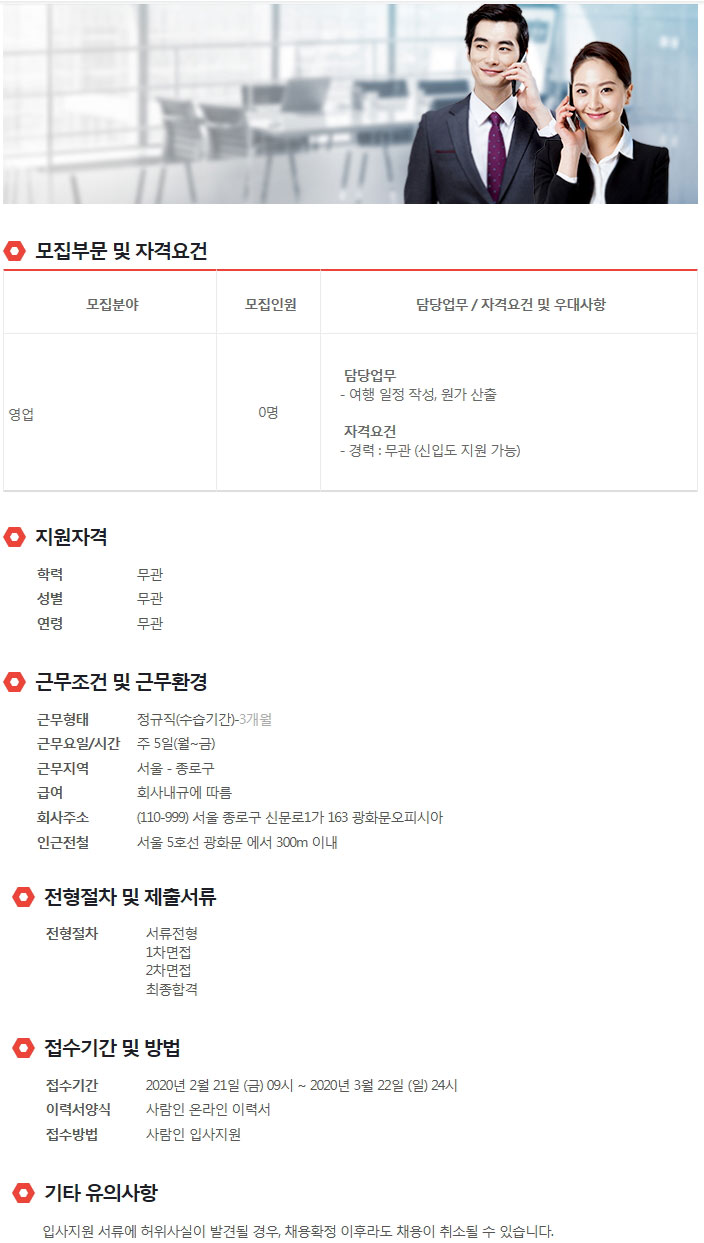 모집부문 및 자격요건
모집분야 모집인원 담당업무 / 자격요건 및 우대사항
영업
0명
담당업무
- 여행 일정 작성, 원가 산출
자격요건
- 경력 : 무관 (신입도 지원 가능)
지원자격
학력 무관
성별 무관
연령 무관
근무조건 및 근무환경
근무형태 정규직(수습기간)-3개월
근무요일/시간 주 5일(월~금)
근무지역 서울 - 종로구
급여 회사내규에 따름
회사주소 (110-999) 서울 종로구 신문로1가 163 광화문오피시아
인근전철 서울 5호선 광화문 에서 300m 이내
전형절차 및 제출서류
전형절차 서류전형
1차면접
2차면접
최종합격
접수기간 및 방법
접수기간 2020년 2월 21일 (금) 09시 ~ 2020년 3월 22일 (일) 24시
이력서양식 사람인 온라인 이력서
접수방법 사람인 입사지원
기타 유의사항
입사지원 서류에 허위사실이 발견될 경우, 채용확정 이후라도 채용이 취소될 수 있습니다.